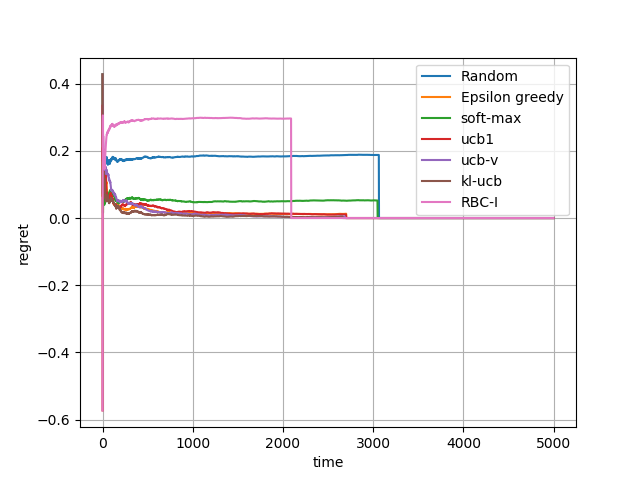 0.4
0.2
0.0
−0.2
−0.4
−0.6
regret
0 1000 2000 3000 4000 5000
time
Random
Epsilon greedy
soft-max
ucb1
ucb-v
kl-ucb
RBC-I